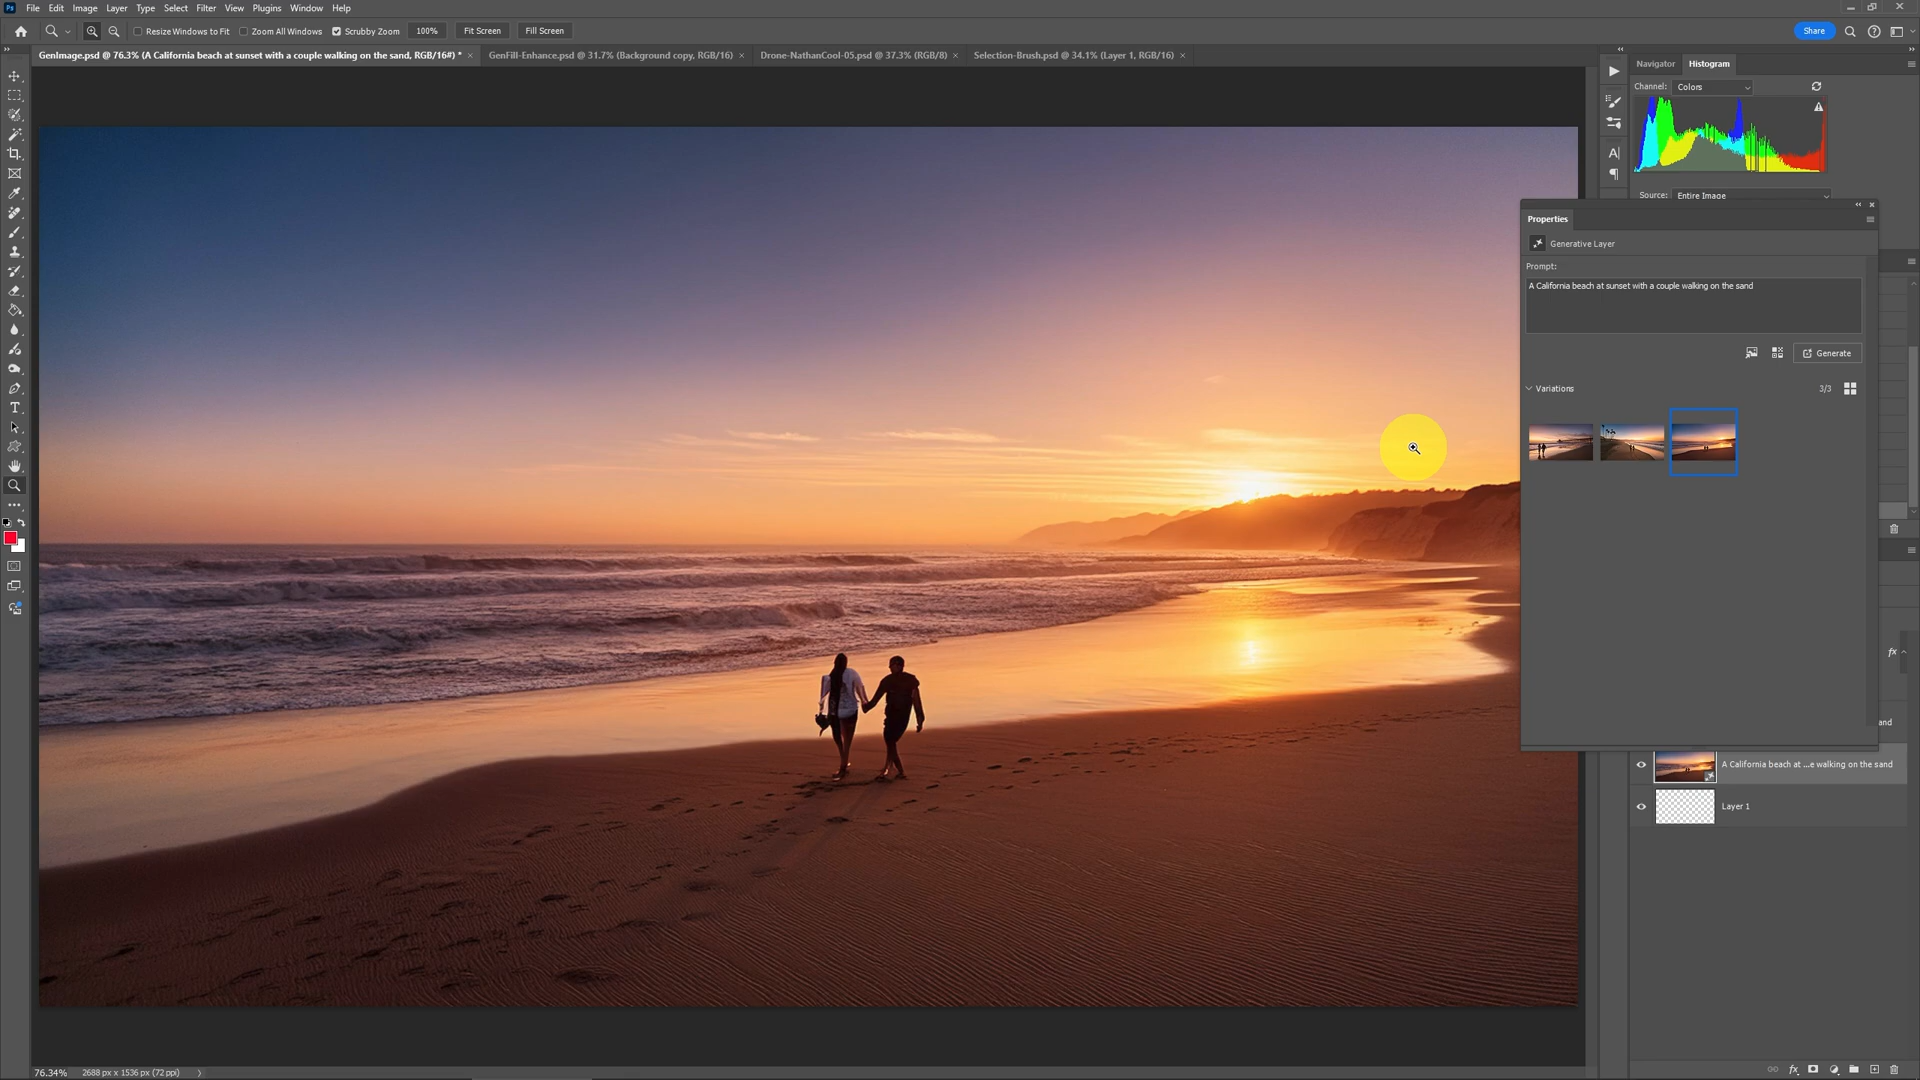 Ps File Edit Image Layer Type Select Filter View Plugins Window Help
Resize Windows to Fit Zoom All Windows Scrubby Zoom 100% Fit Screen Fill Screen Share
GenImage.psd @ 76.3% (A California beach at sunset with a couple walking on the sand, RGB/16#) * × GenFill-Enhance.psd @ 31.7% (Background copy, RGB/16) × Drone-NathanCool-05.psd @ 37.3% (RGB/8) × Selection-Brush.psd @ 34.1% (Layer 1, RGB/16) ×
Navigator Histogram
Channel: Colors
Source: Entire Image
Properties
Generative Layer
Prompt:
A California beach at sunset with a couple walking on the sand
Generate
Variations 3/3
fx
and
A California beach at ...e walking on the sand
Layer 1
76.34% 2688 px x 1536 px (72 ppi)
fx